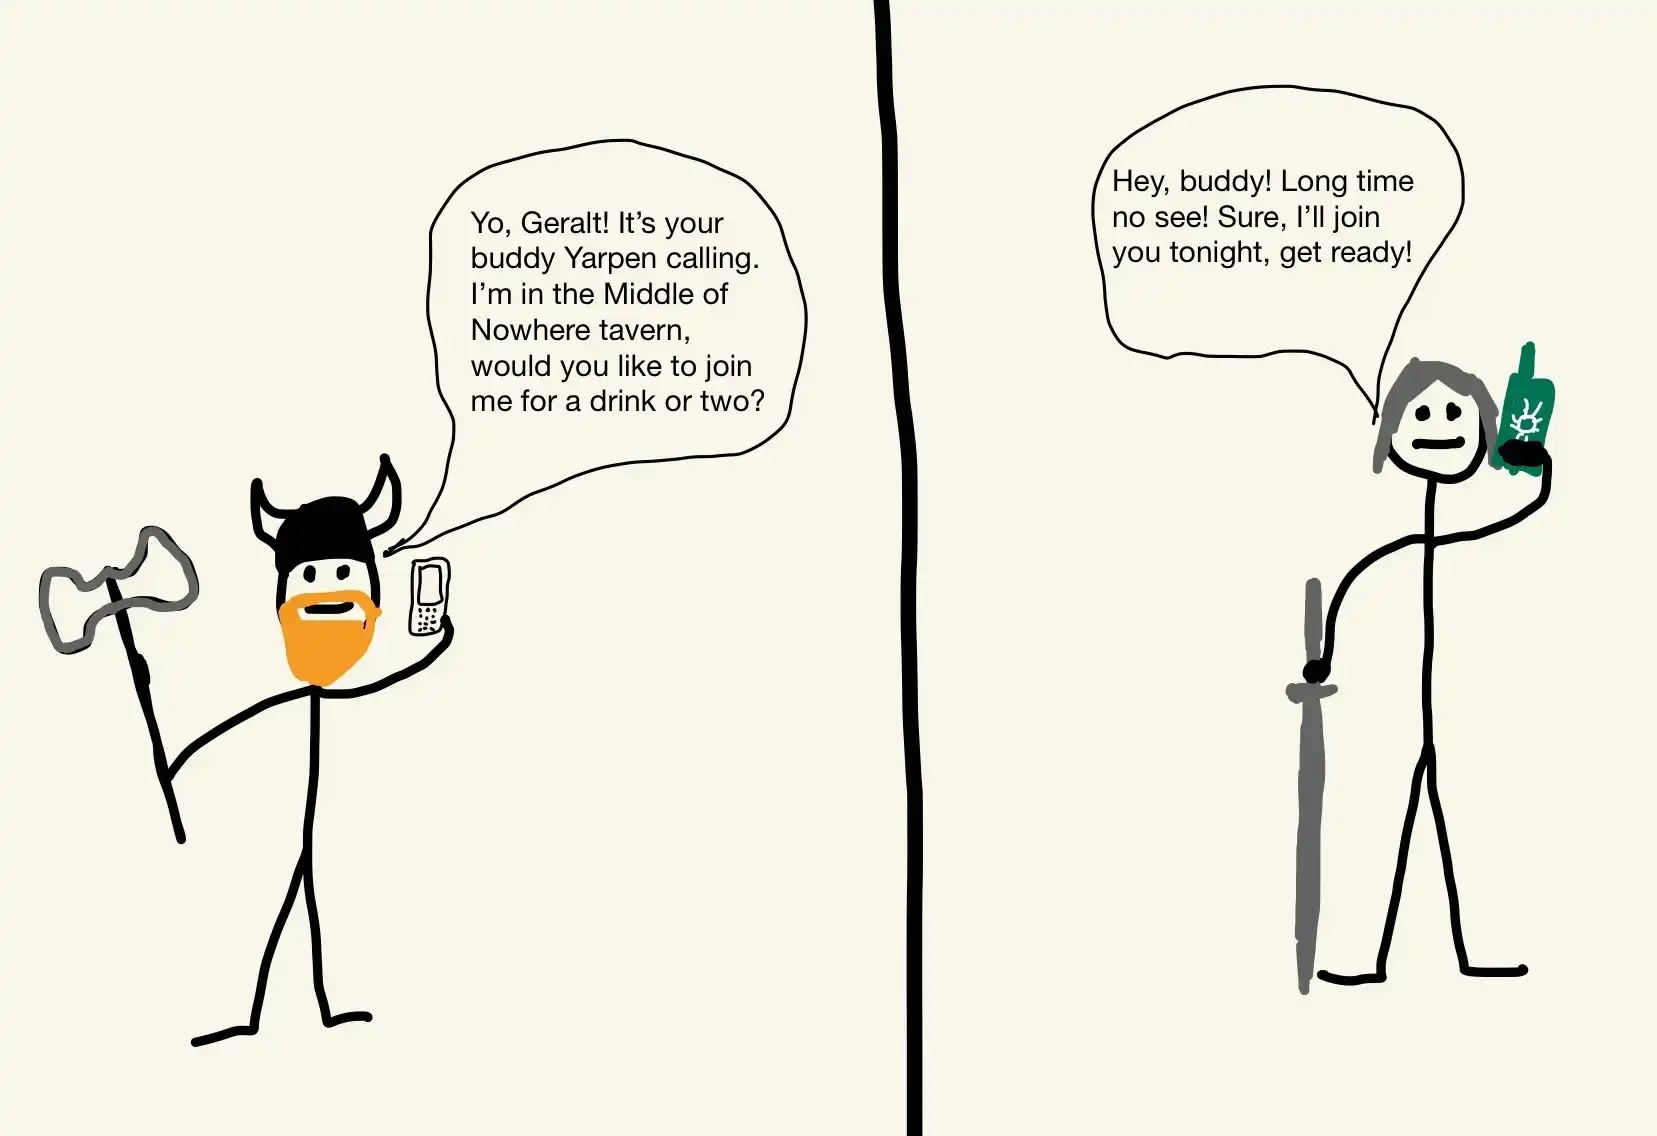 Yo, Geralt! It’s your
buddy Yarpen calling.
I’m in the Middle of
Nowhere tavern,
would you like to join
me for a drink or two?
Hey, buddy! Long time
no see! Sure, I’ll join
you tonight, get ready!